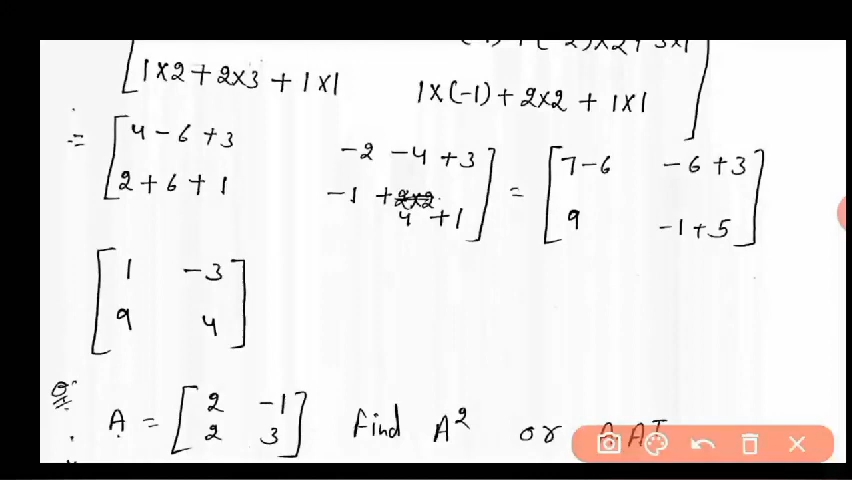 1×2 + 2×3 + 1×1 1×(-1) + 2×2 + 1×1
= [4 - 6 + 3 -2 - 4 + 3] = [7-6 -6+3]
[2 + 6 + 1 -1 + 4 + 1] [9 -1+5]
[1 -3]
[9 4]
Q: A = [2 -1] Find A² or A Aᵀ
[2 3]